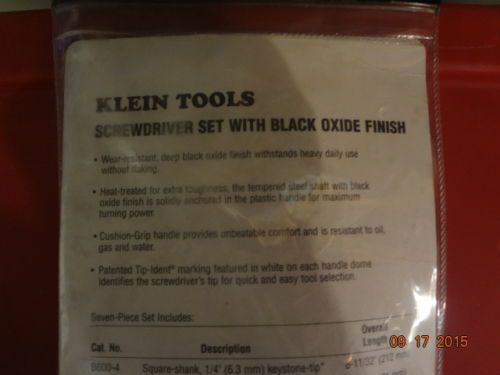 KLEIN TOOLS
SCREWDRIVER SET WITH BLACK OXIDE FINISH
• Wear-resistant, deep black oxide finish withstands heavy daily use
without flaking.
• Heat-treated for extra toughness, the tempered steel shaft with black
oxide finish is solidly anchored in the plastic handle for maximum
turning power.
• Cushion-Grip handle provides unbeatable comfort and is resistant to oil,
gas and water.
• Patented Tip-Ident® marking featured in white on each handle dome
identifies the screwdriver's tip for quick and easy tool selection.
Seven-Piece Set Includes:
Overall
Cat. No. Description Length
09 17 2015
Square-shank, 1/4" (6.3 mm) keystone-tip